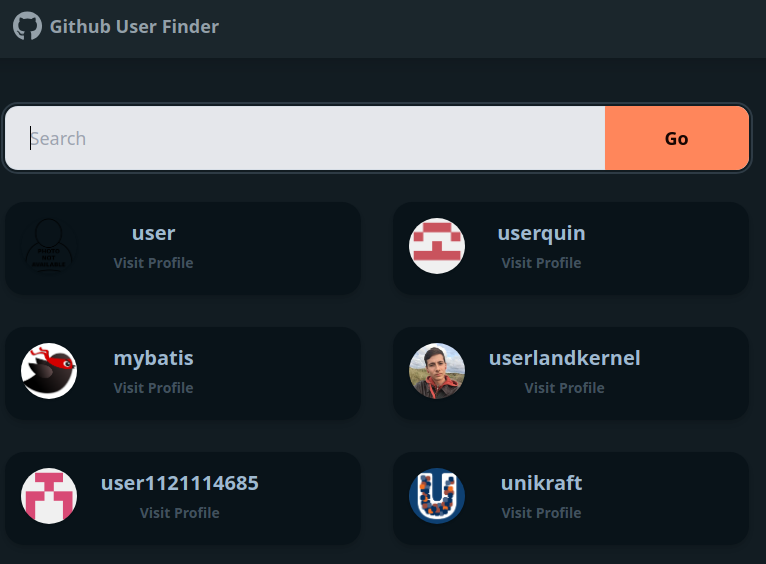 Github User Finder
Search
Go
user
Visit Profile
userquin
Visit Profile
mybatis
Visit Profile
userlandkernel
Visit Profile
user1121114685
Visit Profile
unikraft
Visit Profile